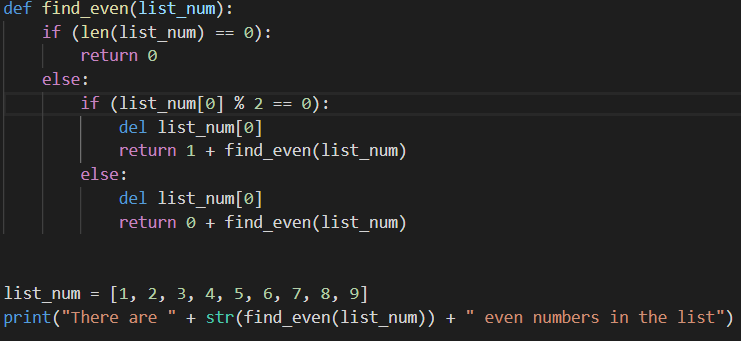 def find_even(list_num):
    if (len(list_num) == 0):
        return 0
    else:
        if (list_num[0] % 2 == 0):
            del list_num[0]
            return 1 + find_even(list_num)
        else:
            del list_num[0]
            return 0 + find_even(list_num)
list_num = [1, 2, 3, 4, 5, 6, 7, 8, 9]
print("There are " + str(find_even(list_num)) + " even numbers in the list")